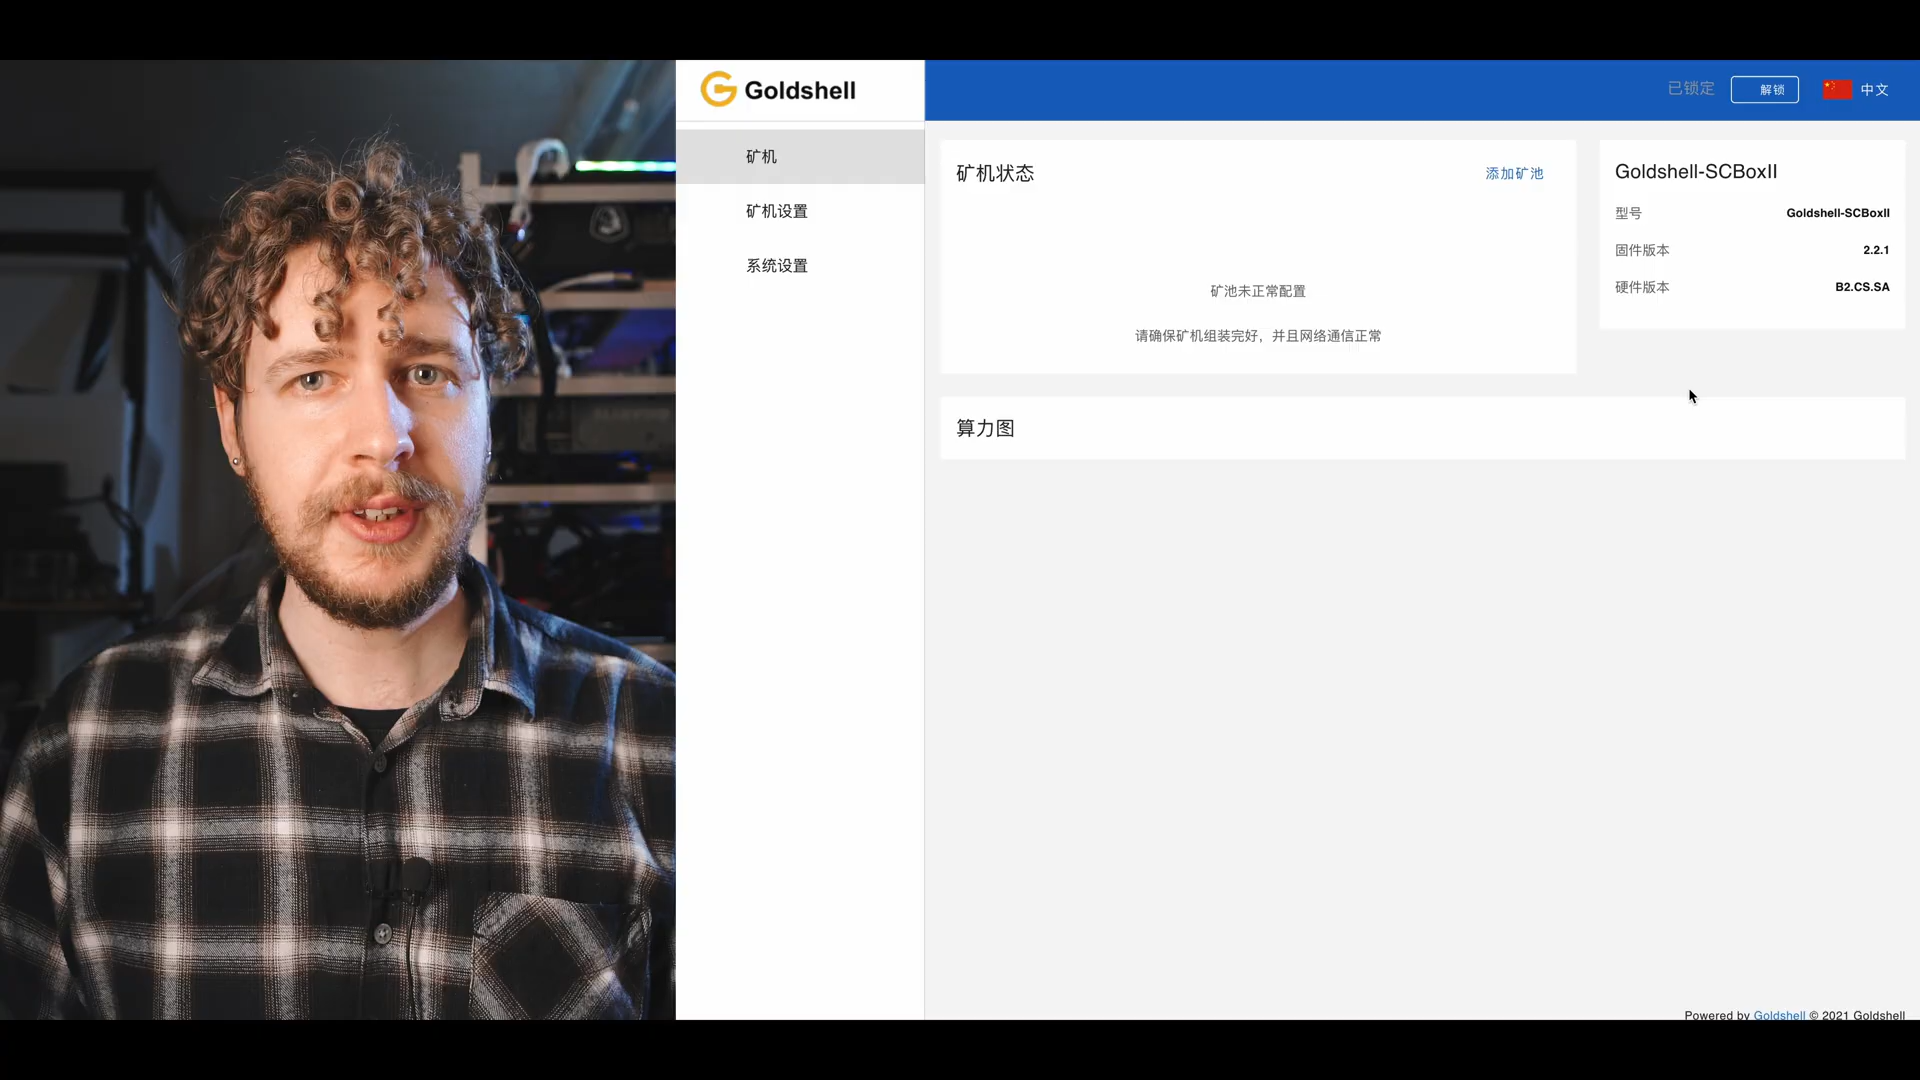 Goldshell
已锁定
解锁
中文
矿机
矿机设置
系统设置
矿机状态
添加矿池
矿池未正常配置
请确保矿机组装完好，并且网络通信正常
Goldshell-SCBoxII
型号 Goldshell-SCBoxII
固件版本 2.2.1
硬件版本 B2.CS.SA
算力图
Powered by Goldshell © 2021 Goldshell